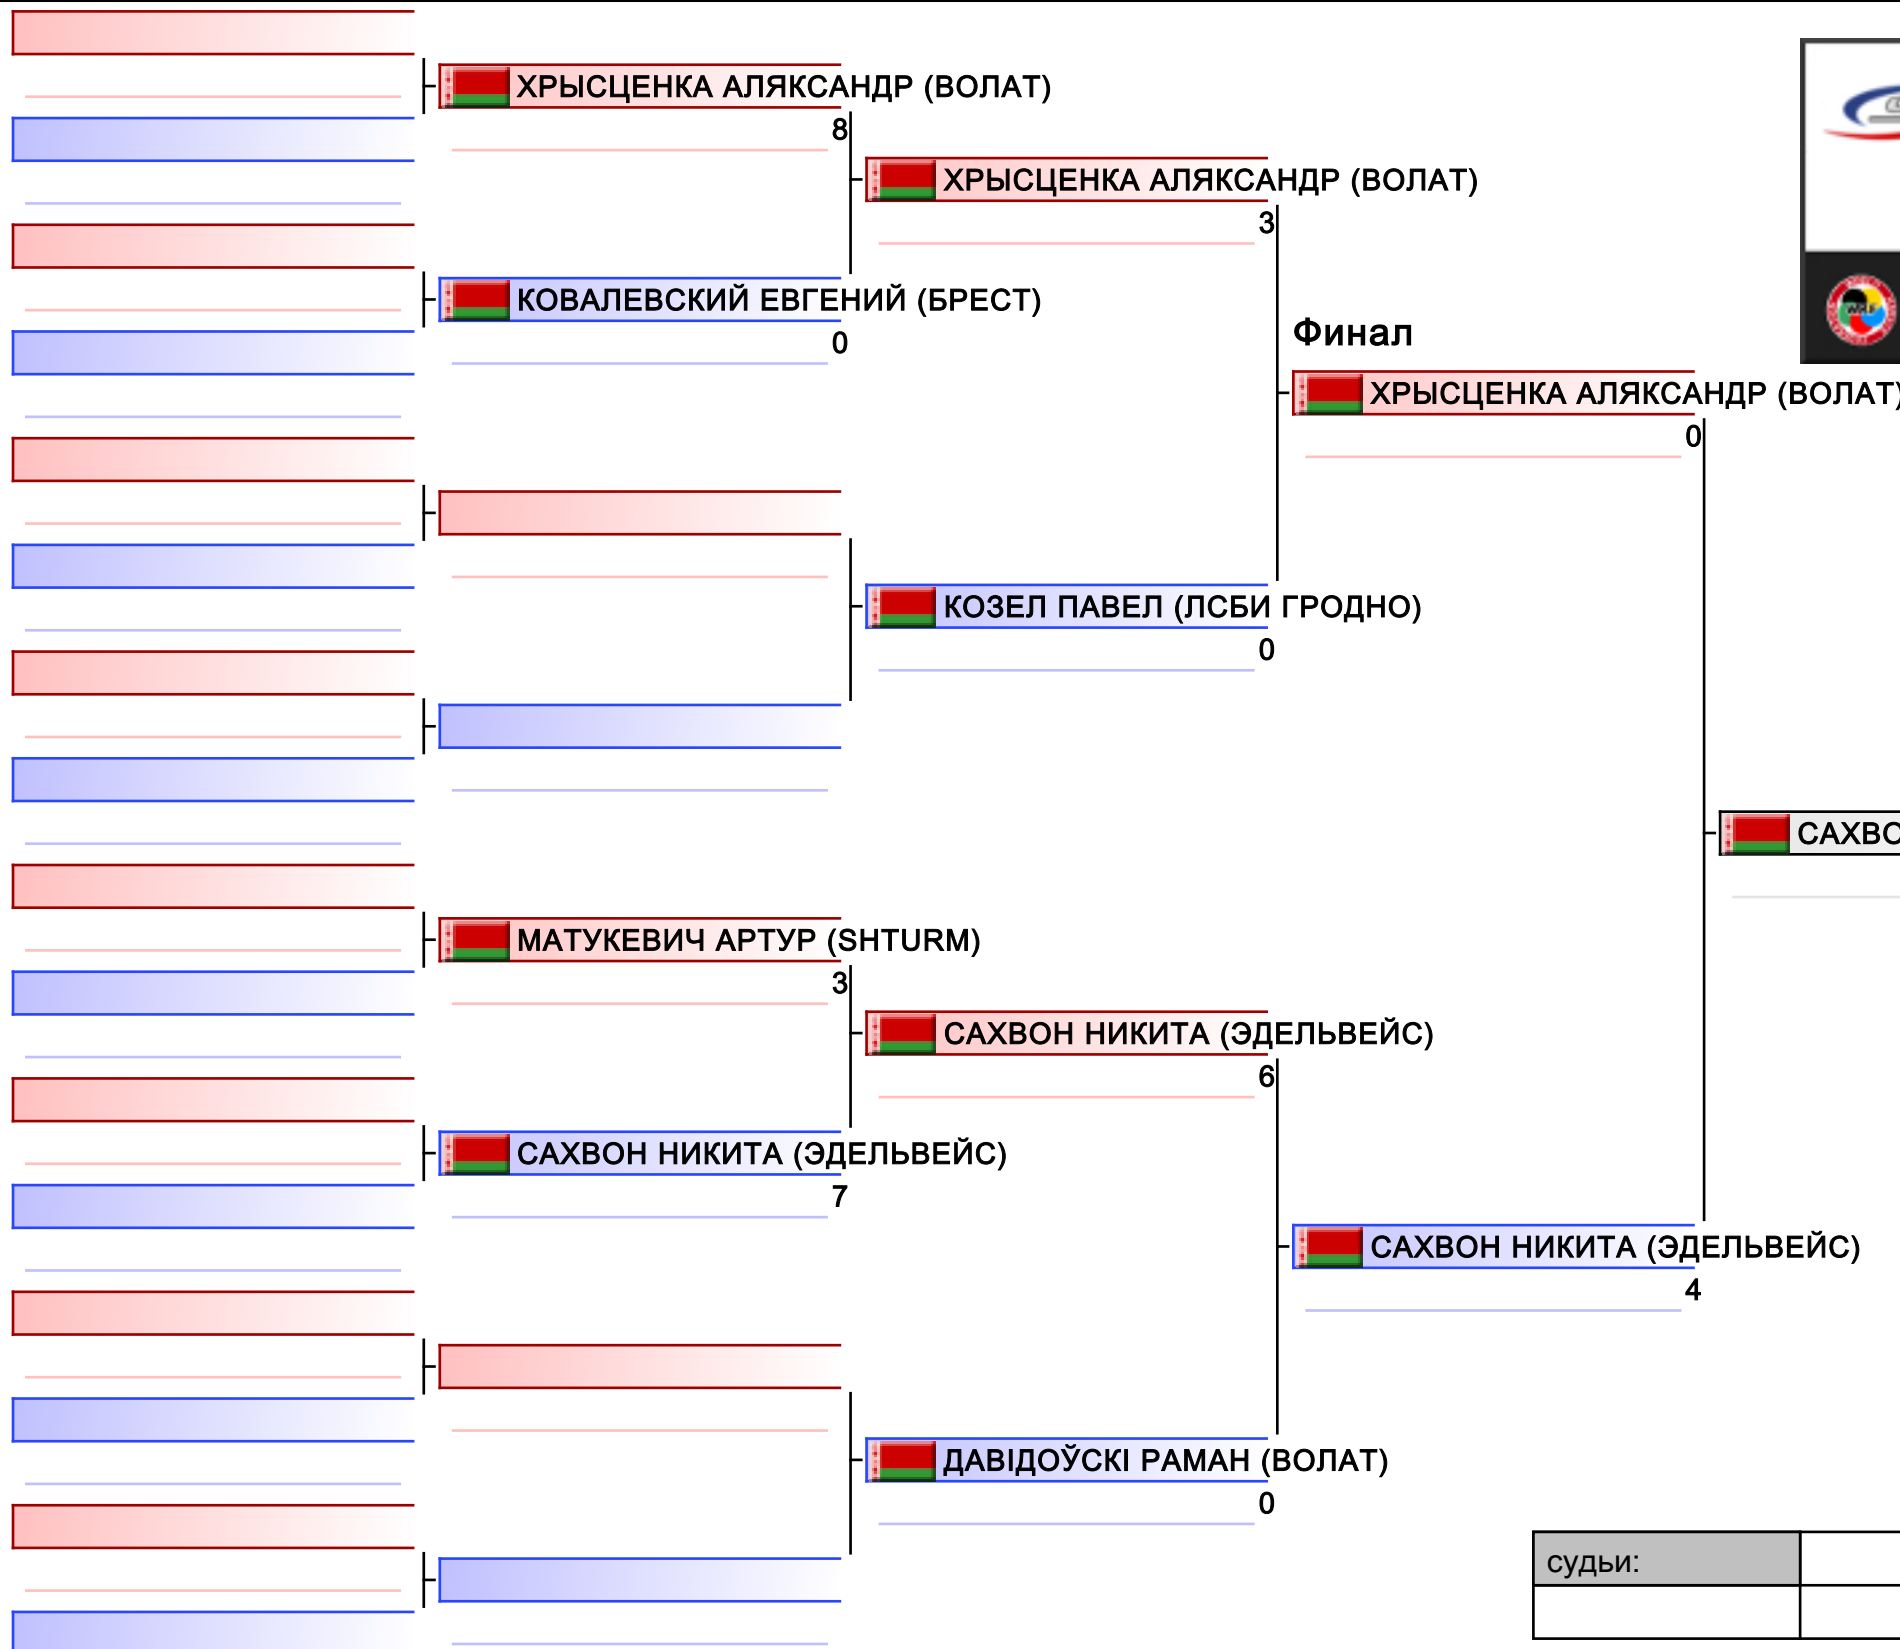 ХРЫСЦЕНКА АЛЯКСАНДР (ВОЛАТ)
8
ХРЫСЦЕНКА АЛЯКСАНДР (ВОЛАТ)
3
КОВАЛЕВСКИЙ ЕВГЕНИЙ (БРЕСТ)
0
Финал
ХРЫСЦЕНКА АЛЯКСАНДР (ВОЛАТ)
0
КОЗЕЛ ПАВЕЛ (ЛСБИ ГРОДНО)
0
САХВО
МАТУКЕВИЧ АРТУР (SHTURM)
3
САХВОН НИКИТА (ЭДЕЛЬВЕЙС)
6
САХВОН НИКИТА (ЭДЕЛЬВЕЙС)
7
САХВОН НИКИТА (ЭДЕЛЬВЕЙС)
4
ДАВІДОЎСКІ РАМАН (ВОЛАТ)
0
судьи: